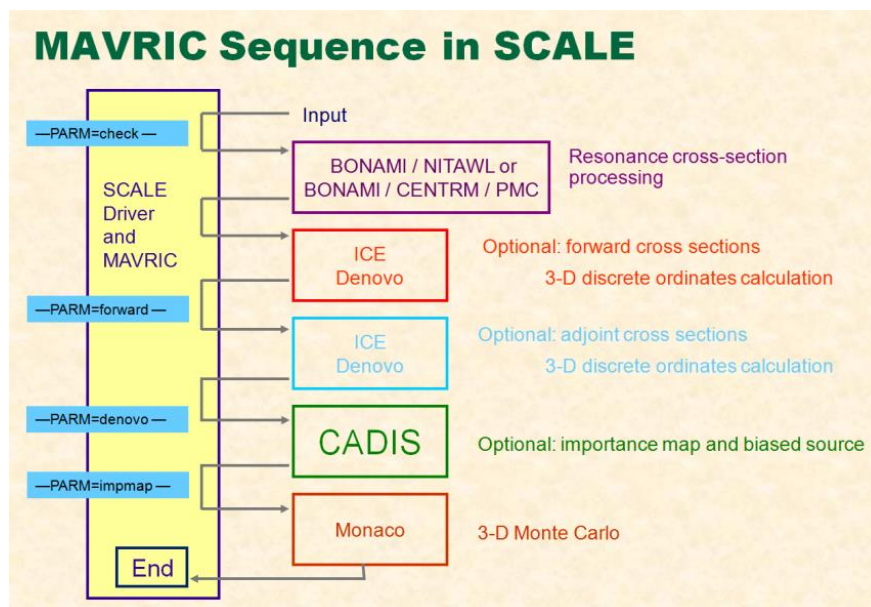 MAVRIC Sequence in SCALE
Input
—PARM=check —
BONAMI / NITAWL or
BONAMI / CENTRM / PMC
Resonance cross-section
processing
SCALE
Driver
and
MAVRIC
ICE
Denovo
Optional: forward cross sections
3-D discrete ordinates calculation
—PARM=forward —
ICE
Denovo
Optional: adjoint cross sections
3-D discrete ordinates calculation
—PARM=denovo —
CADIS
Optional: importance map and biased source
—PARM=impmap —
Monaco
3-D Monte Carlo
End